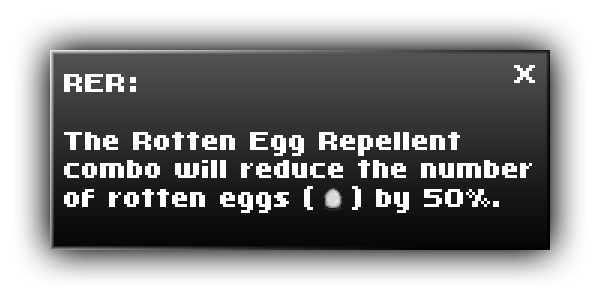 RER:
X
The Rotten Egg Repellent
combo will reduce the number
of rotten eggs ( ) by 50%.